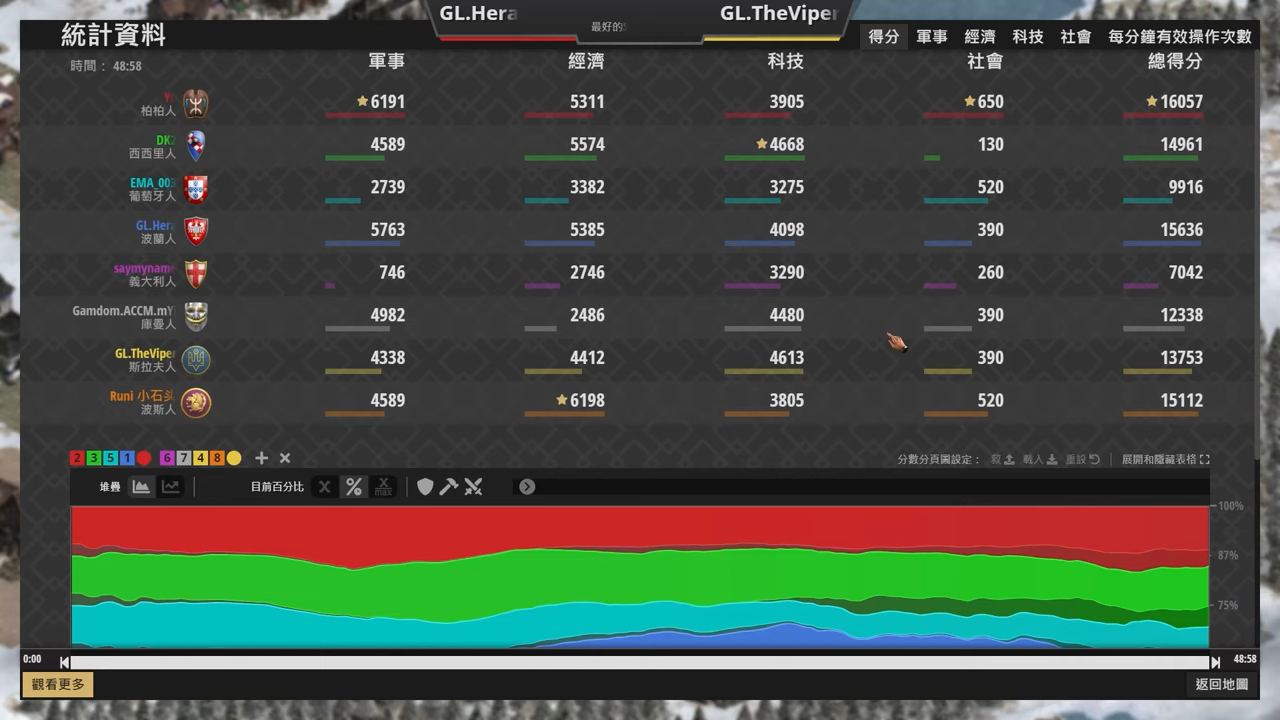 GL.Hera
最好的
GL.TheViper
統計資料
得分 軍事 經濟 科技 社會 每分鐘有效操作次數
時間： 48:58
軍事 經濟 科技 社會 總得分
6191 5311 3905 650 16057
柏柏人
DK
4589 5574 4668 130 14961
西西里人
EMA_00
2739 3382 3275 520 9916
葡萄牙人
GL.Hera
5763 5385 4098 390 15636
波蘭人
saymyname
746 2746 3290 260 7042
義大利人
Gamdom.ACCM.mY
4982 2486 4480 390 12338
庫曼人
GL.TheViper
4338 4412 4613 390 13753
斯拉夫人
Runi 小石头
4589 6198 3805 520 15112
波斯人
2 3 5 1 6 7 4 8
分數分頁圖設定： 載入 重設 展開和隱藏表格
堆疊 目前百分比 X % X max
100%
87%
75%
0:00 48:58
觀看更多 返回地圖